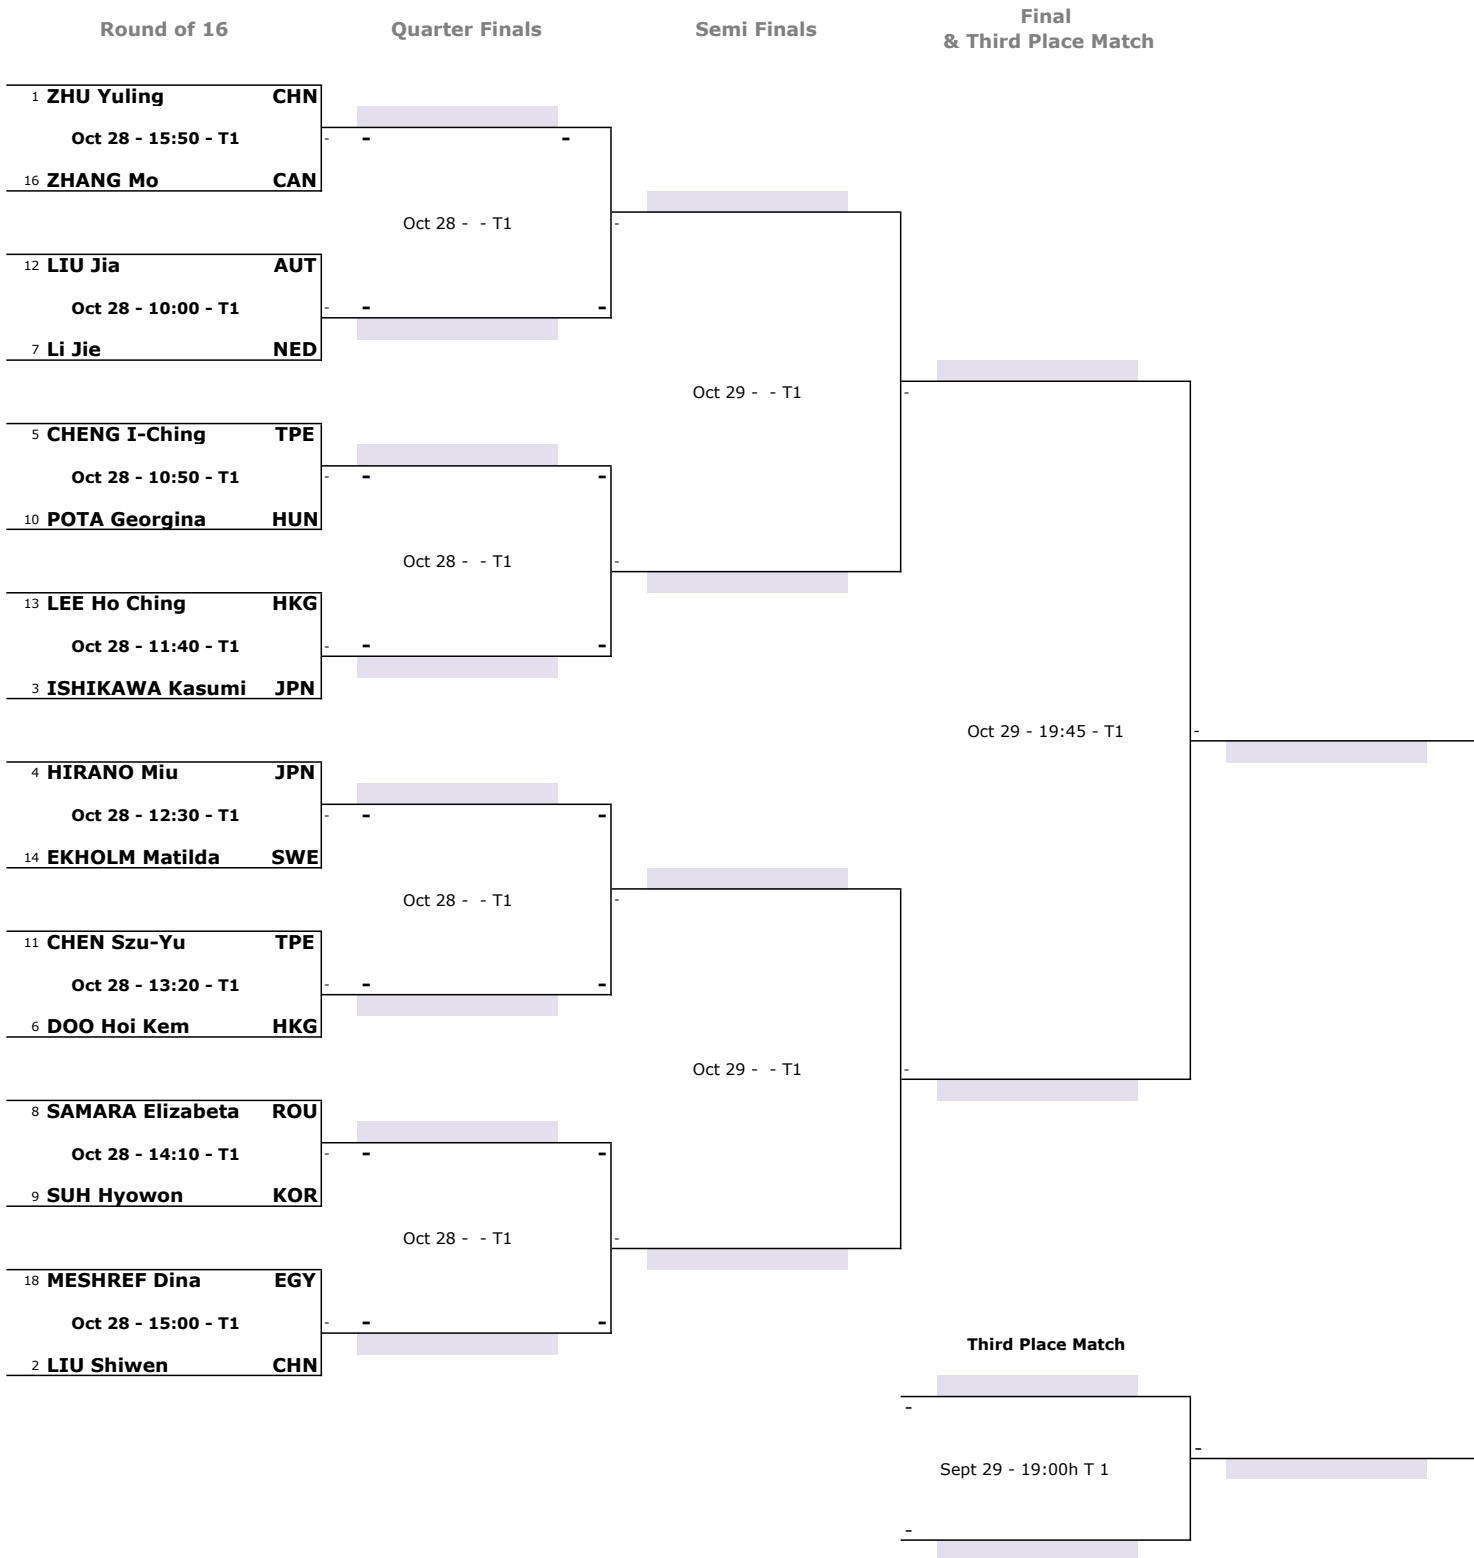 Round of 16 Quarter Finals Semi Finals Final
& Third Place Match
1 ZHU Yuling CHN
Oct 28 - 15:50 - T1 - - -
16 ZHANG Mo CAN
Oct 28 - - T1 -
12 LIU Jia AUT
Oct 28 - 10:00 - T1 - - -
7 Li Jie NED
Oct 29 - - T1 -
5 CHENG I-Ching TPE
Oct 28 - 10:50 - T1 - - -
10 POTA Georgina HUN
Oct 28 - - T1 -
13 LEE Ho Ching HKG
Oct 28 - 11:40 - T1 - - -
3 ISHIKAWA Kasumi JPN
Oct 29 - 19:45 - T1 -
4 HIRANO Miu JPN
Oct 28 - 12:30 - T1 - - -
14 EKHOLM Matilda SWE
Oct 28 - - T1 -
11 CHEN Szu-Yu TPE
Oct 28 - 13:20 - T1 - - -
6 DOO Hoi Kem HKG
Oct 29 - - T1 -
8 SAMARA Elizabeta ROU
Oct 28 - 14:10 - T1 - - -
9 SUH Hyowon KOR
Oct 28 - - T1 -
18 MESHREF Dina EGY
Oct 28 - 15:00 - T1 - - -
Third Place Match
2 LIU Shiwen CHN
-
-
Sept 29 - 19:00h T 1
-